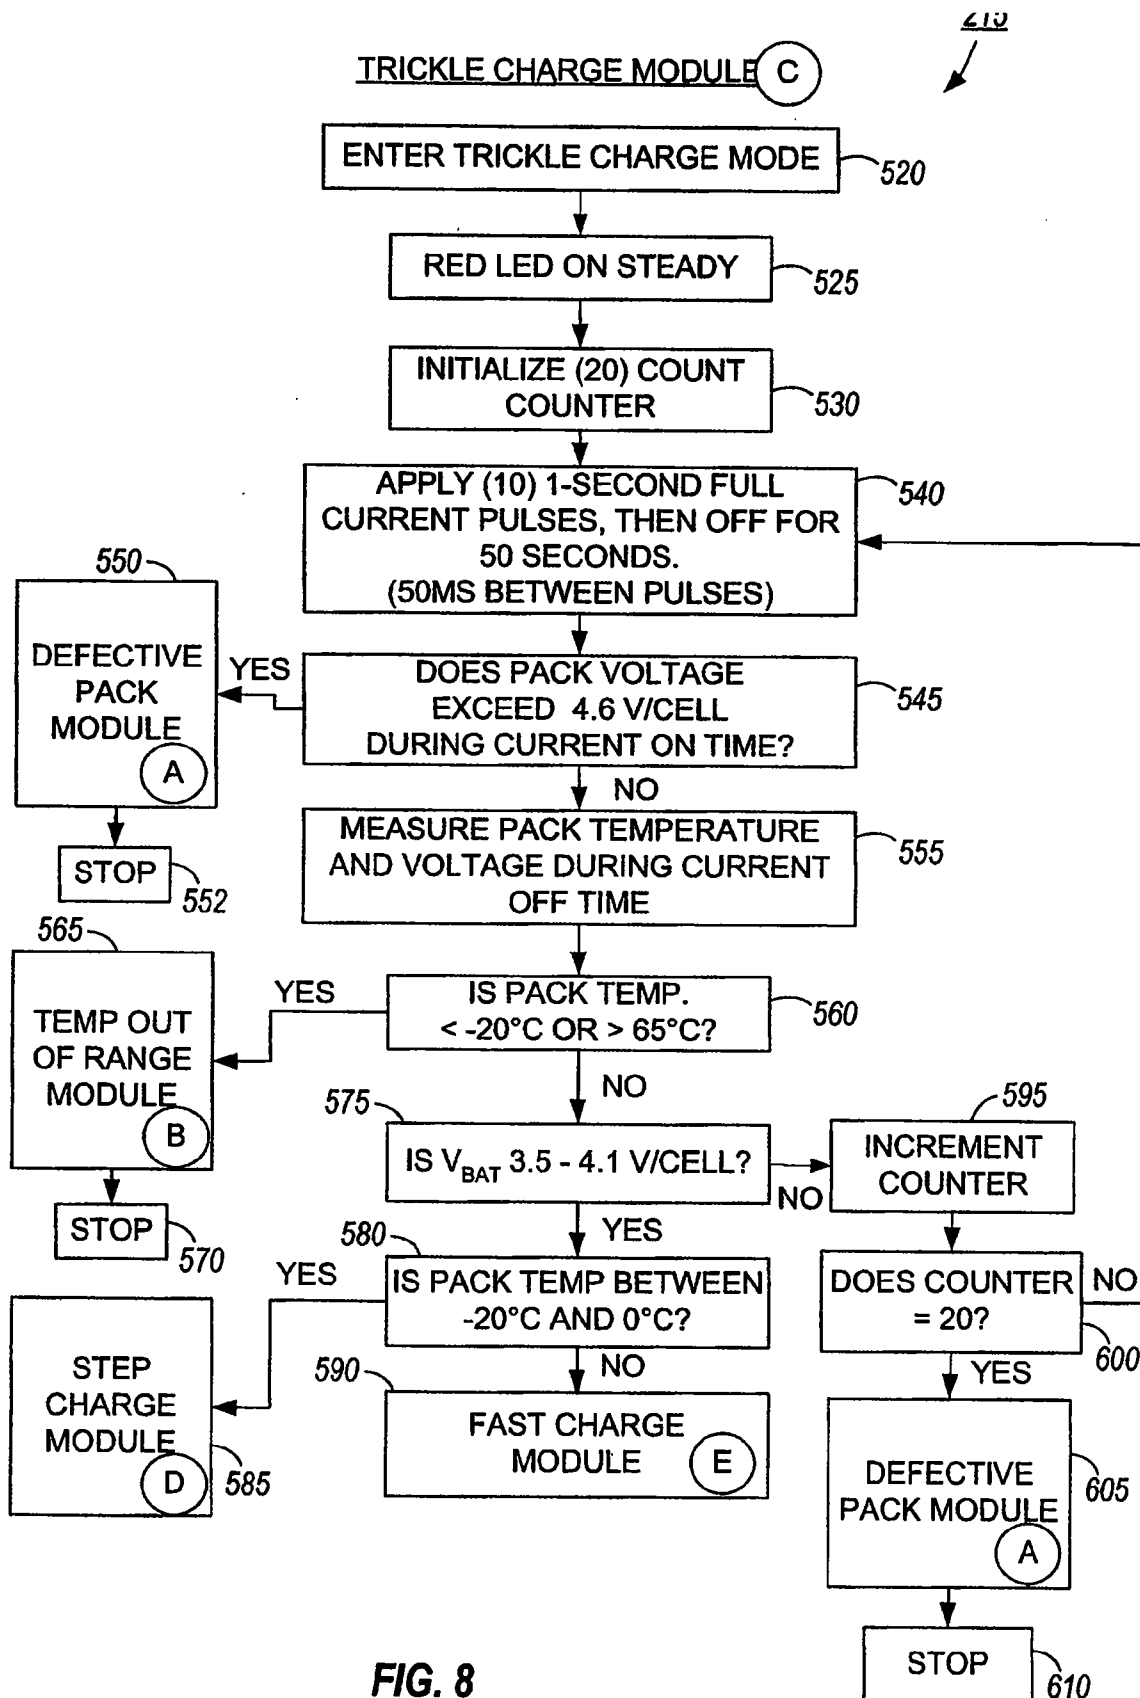 215
TRICKLE CHARGE MODULE C
ENTER TRICKLE CHARGE MODE
520
RED LED ON STEADY
525
INITIALIZE (20) COUNT
COUNTER
530
APPLY (10) 1-SECOND FULL
CURRENT PULSES, THEN OFF FOR
50 SECONDS.
(50MS BETWEEN PULSES)
540
DOES PACK VOLTAGE
EXCEED 4.6 V/CELL
DURING CURRENT ON TIME?
545
YES
550
DEFECTIVE
PACK
MODULE
A
STOP
552
NO
MEASURE PACK TEMPERATURE
AND VOLTAGE DURING CURRENT
OFF TIME
555
IS PACK TEMP.
< -20°C OR > 65°C?
560
YES
565
TEMP OUT
OF RANGE
MODULE
B
STOP
570
NO
575
IS VBAT 3.5 - 4.1 V/CELL?
NO
595
INCREMENT
COUNTER
YES
580
IS PACK TEMP BETWEEN
-20°C AND 0°C?
YES
STEP
CHARGE
MODULE
D
585
NO
590
FAST CHARGE
MODULE
E
DOES COUNTER
= 20?
NO
600
YES
DEFECTIVE
PACK MODULE
A
605
STOP
610
FIG. 8